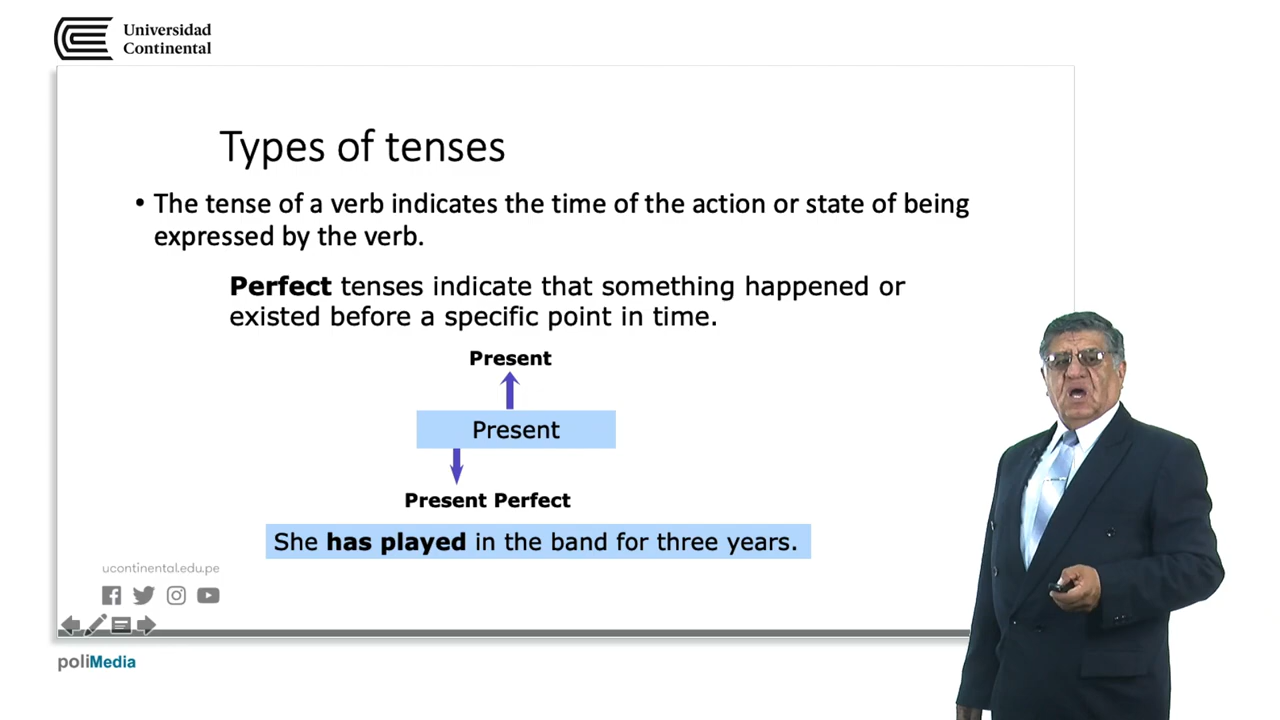 Universidad
Continental
Types of tenses
• The tense of a verb indicates the time of the action or state of being
expressed by the verb.
Perfect tenses indicate that something happened or
existed before a specific point in time.
Present
Present
Present Perfect
She has played in the band for three years.
ucontinental.edu.pe
poliMedia